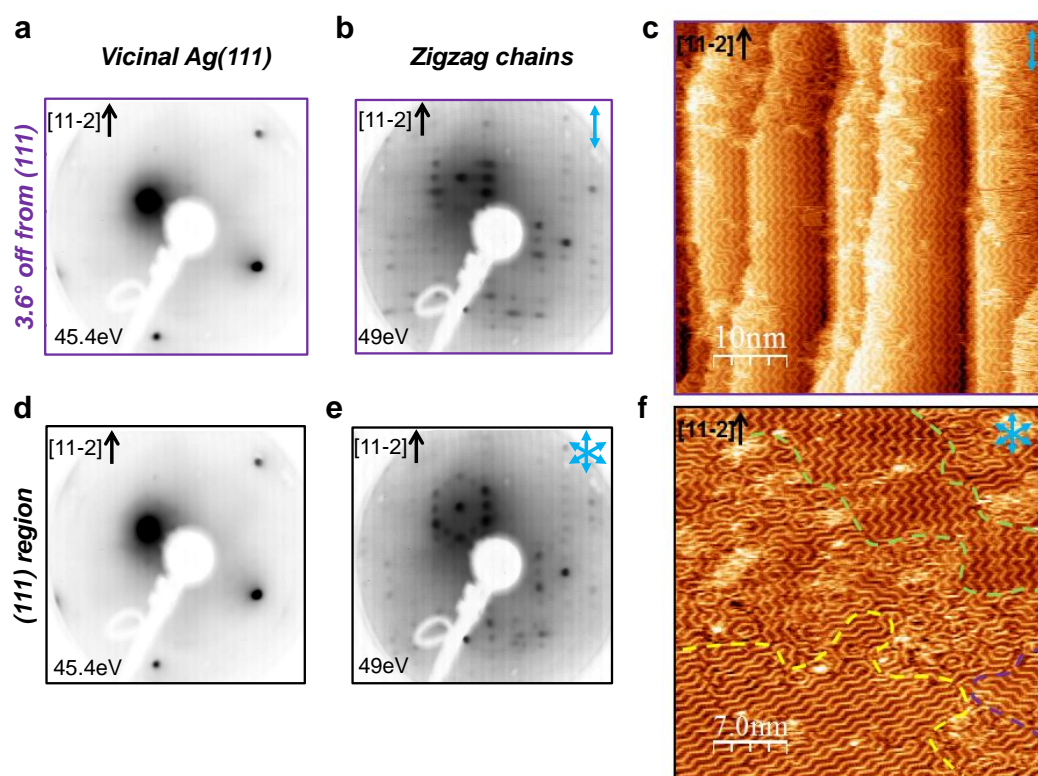 a
b
c
Vicinal Ag(111)
Zigzag chains
3.6° off from (111)
[11-2]
45.4eV
[11-2]
49eV
[11-2]
10nm
d
e
f
(111) region
[11-2]
45.4eV
[11-2]
49eV
[11-2]
7.0nm